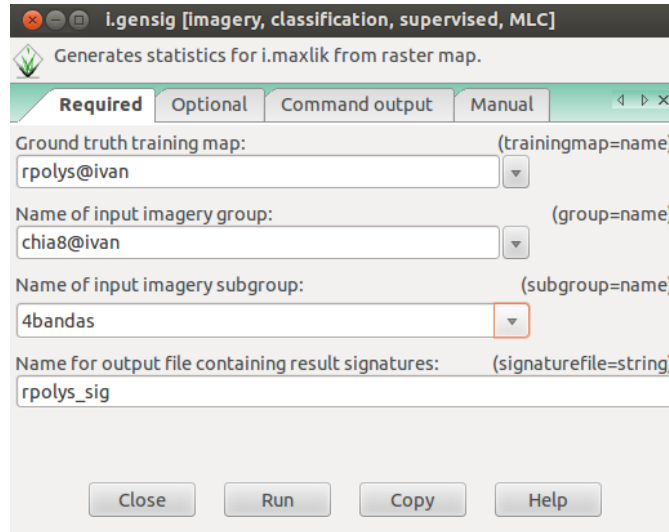 i.gensig [imagery, classification, supervised, MLC]
Generates statistics for i.maxlik from raster map.
Required Optional Command output Manual
Ground truth training map: (trainingmap=name)
rpolys@ivan
Name of input imagery group: (group=name)
chia8@ivan
Name of input imagery subgroup: (subgroup=name)
4bandas
Name for output file containing result signatures: (signaturefile=string)
rpolys_sig
Close Run Copy Help